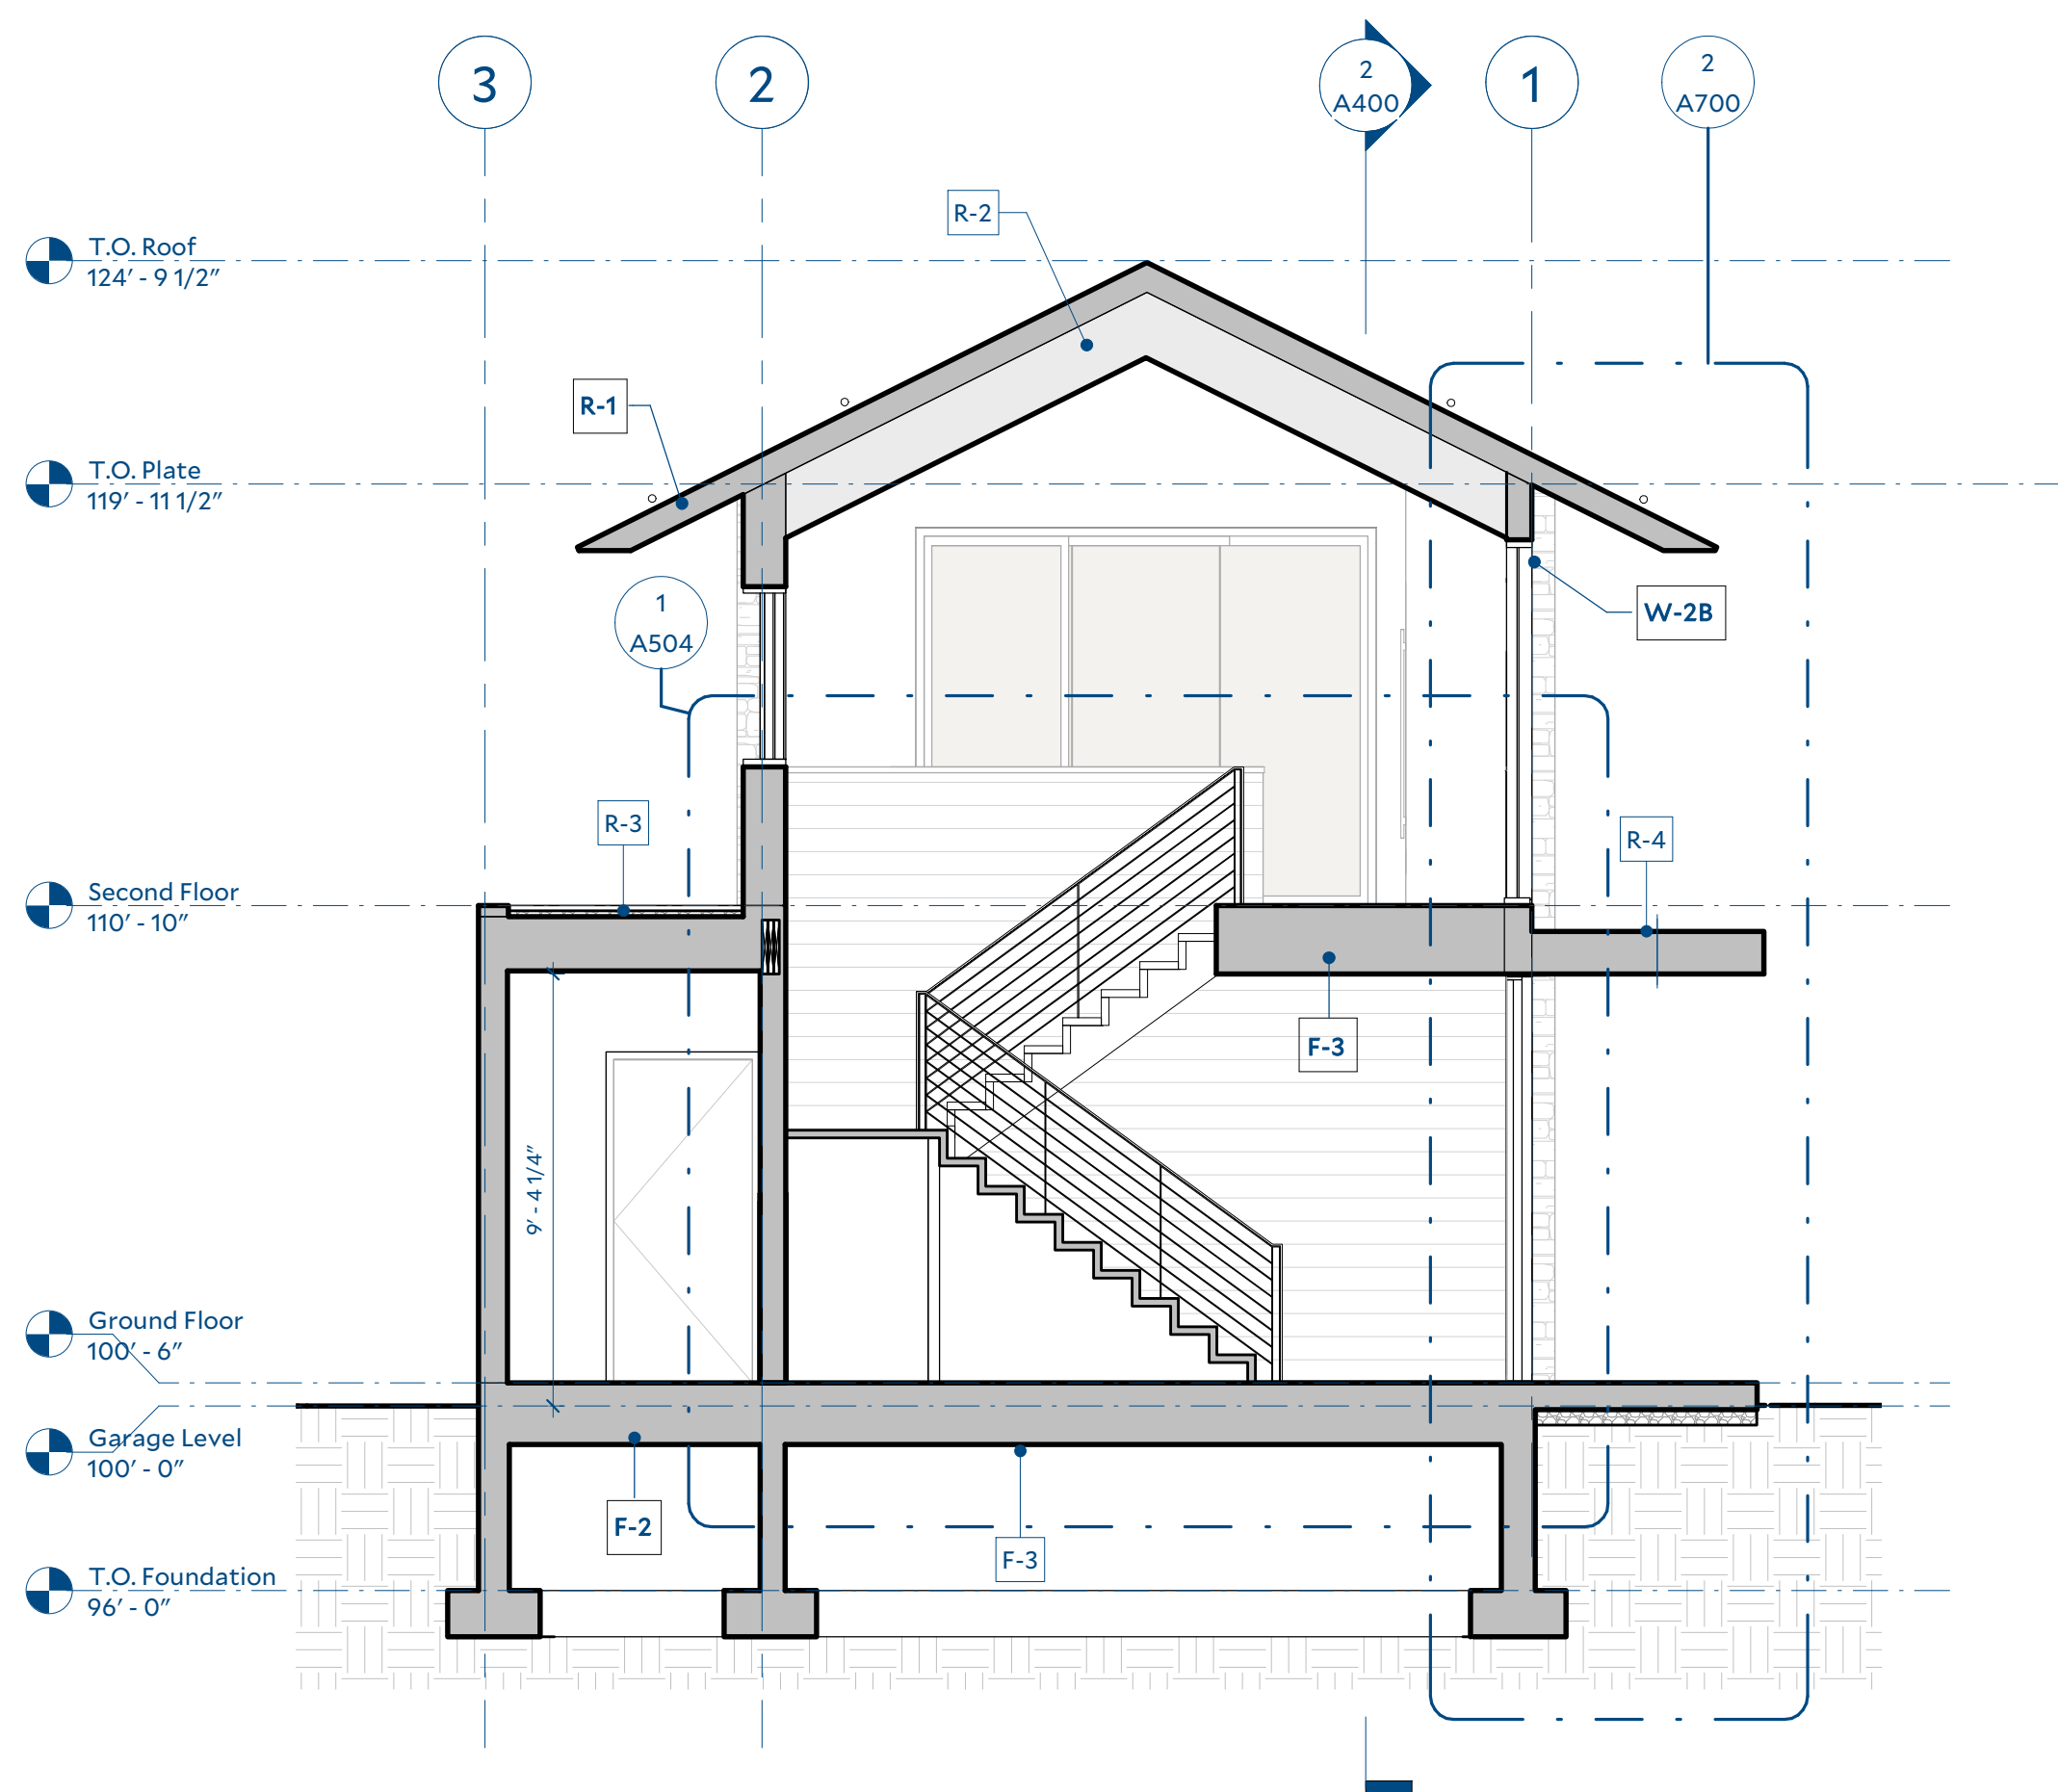 3
2
2
A400
1
2
A700
R-2
T.O. Roof
124′ - 9 1/2″
R-1
T.O. Plate
119′ - 11 1/2″
1
A504
W-2B
R-3
R-4
Second Floor
110′ - 10″
F-3
9′ - 4 1/4″
Ground Floor
100′ - 6″
Garage Level
100′ - 0″
F-2
F-3
T.O. Foundation
96′ - 0″